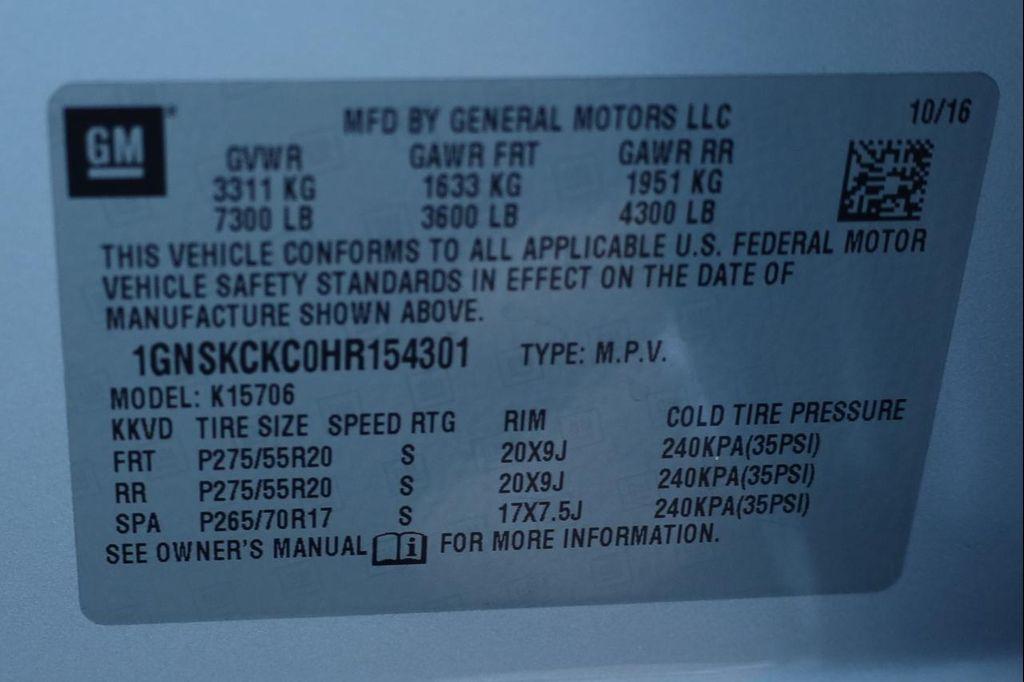 GM
MFD BY GENERAL MOTORS LLC 10/16
GVWR GAWR FRT GAWR RR
3311 KG 1633 KG 1951 KG
7300 LB 3600 LB 4300 LB
THIS VEHICLE CONFORMS TO ALL APPLICABLE U.S. FEDERAL MOTOR
VEHICLE SAFETY STANDARDS IN EFFECT ON THE DATE OF
MANUFACTURE SHOWN ABOVE.
1GNSKCKC0HR154301 TYPE: M.P.V.
MODEL: K15706
KKVD TIRE SIZE SPEED RTG RIM COLD TIRE PRESSURE
FRT P275/55R20 S 20X9J 240KPA(35PSI)
RR P275/55R20 S 20X9J 240KPA(35PSI)
SPA P265/70R17 S 17X7.5J 240KPA(35PSI)
SEE OWNER'S MANUAL i FOR MORE INFORMATION.